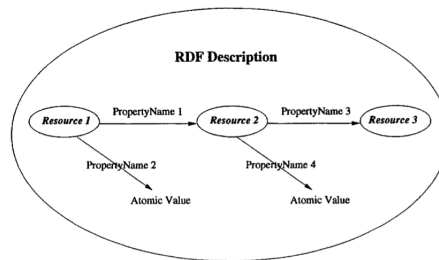 RDF Description
PropertyName 1
PropertyName 3
Resource 1
Resource 2
Resource 3
PropertyName 2
PropertyName 4
Atomic Value
Atomic Value